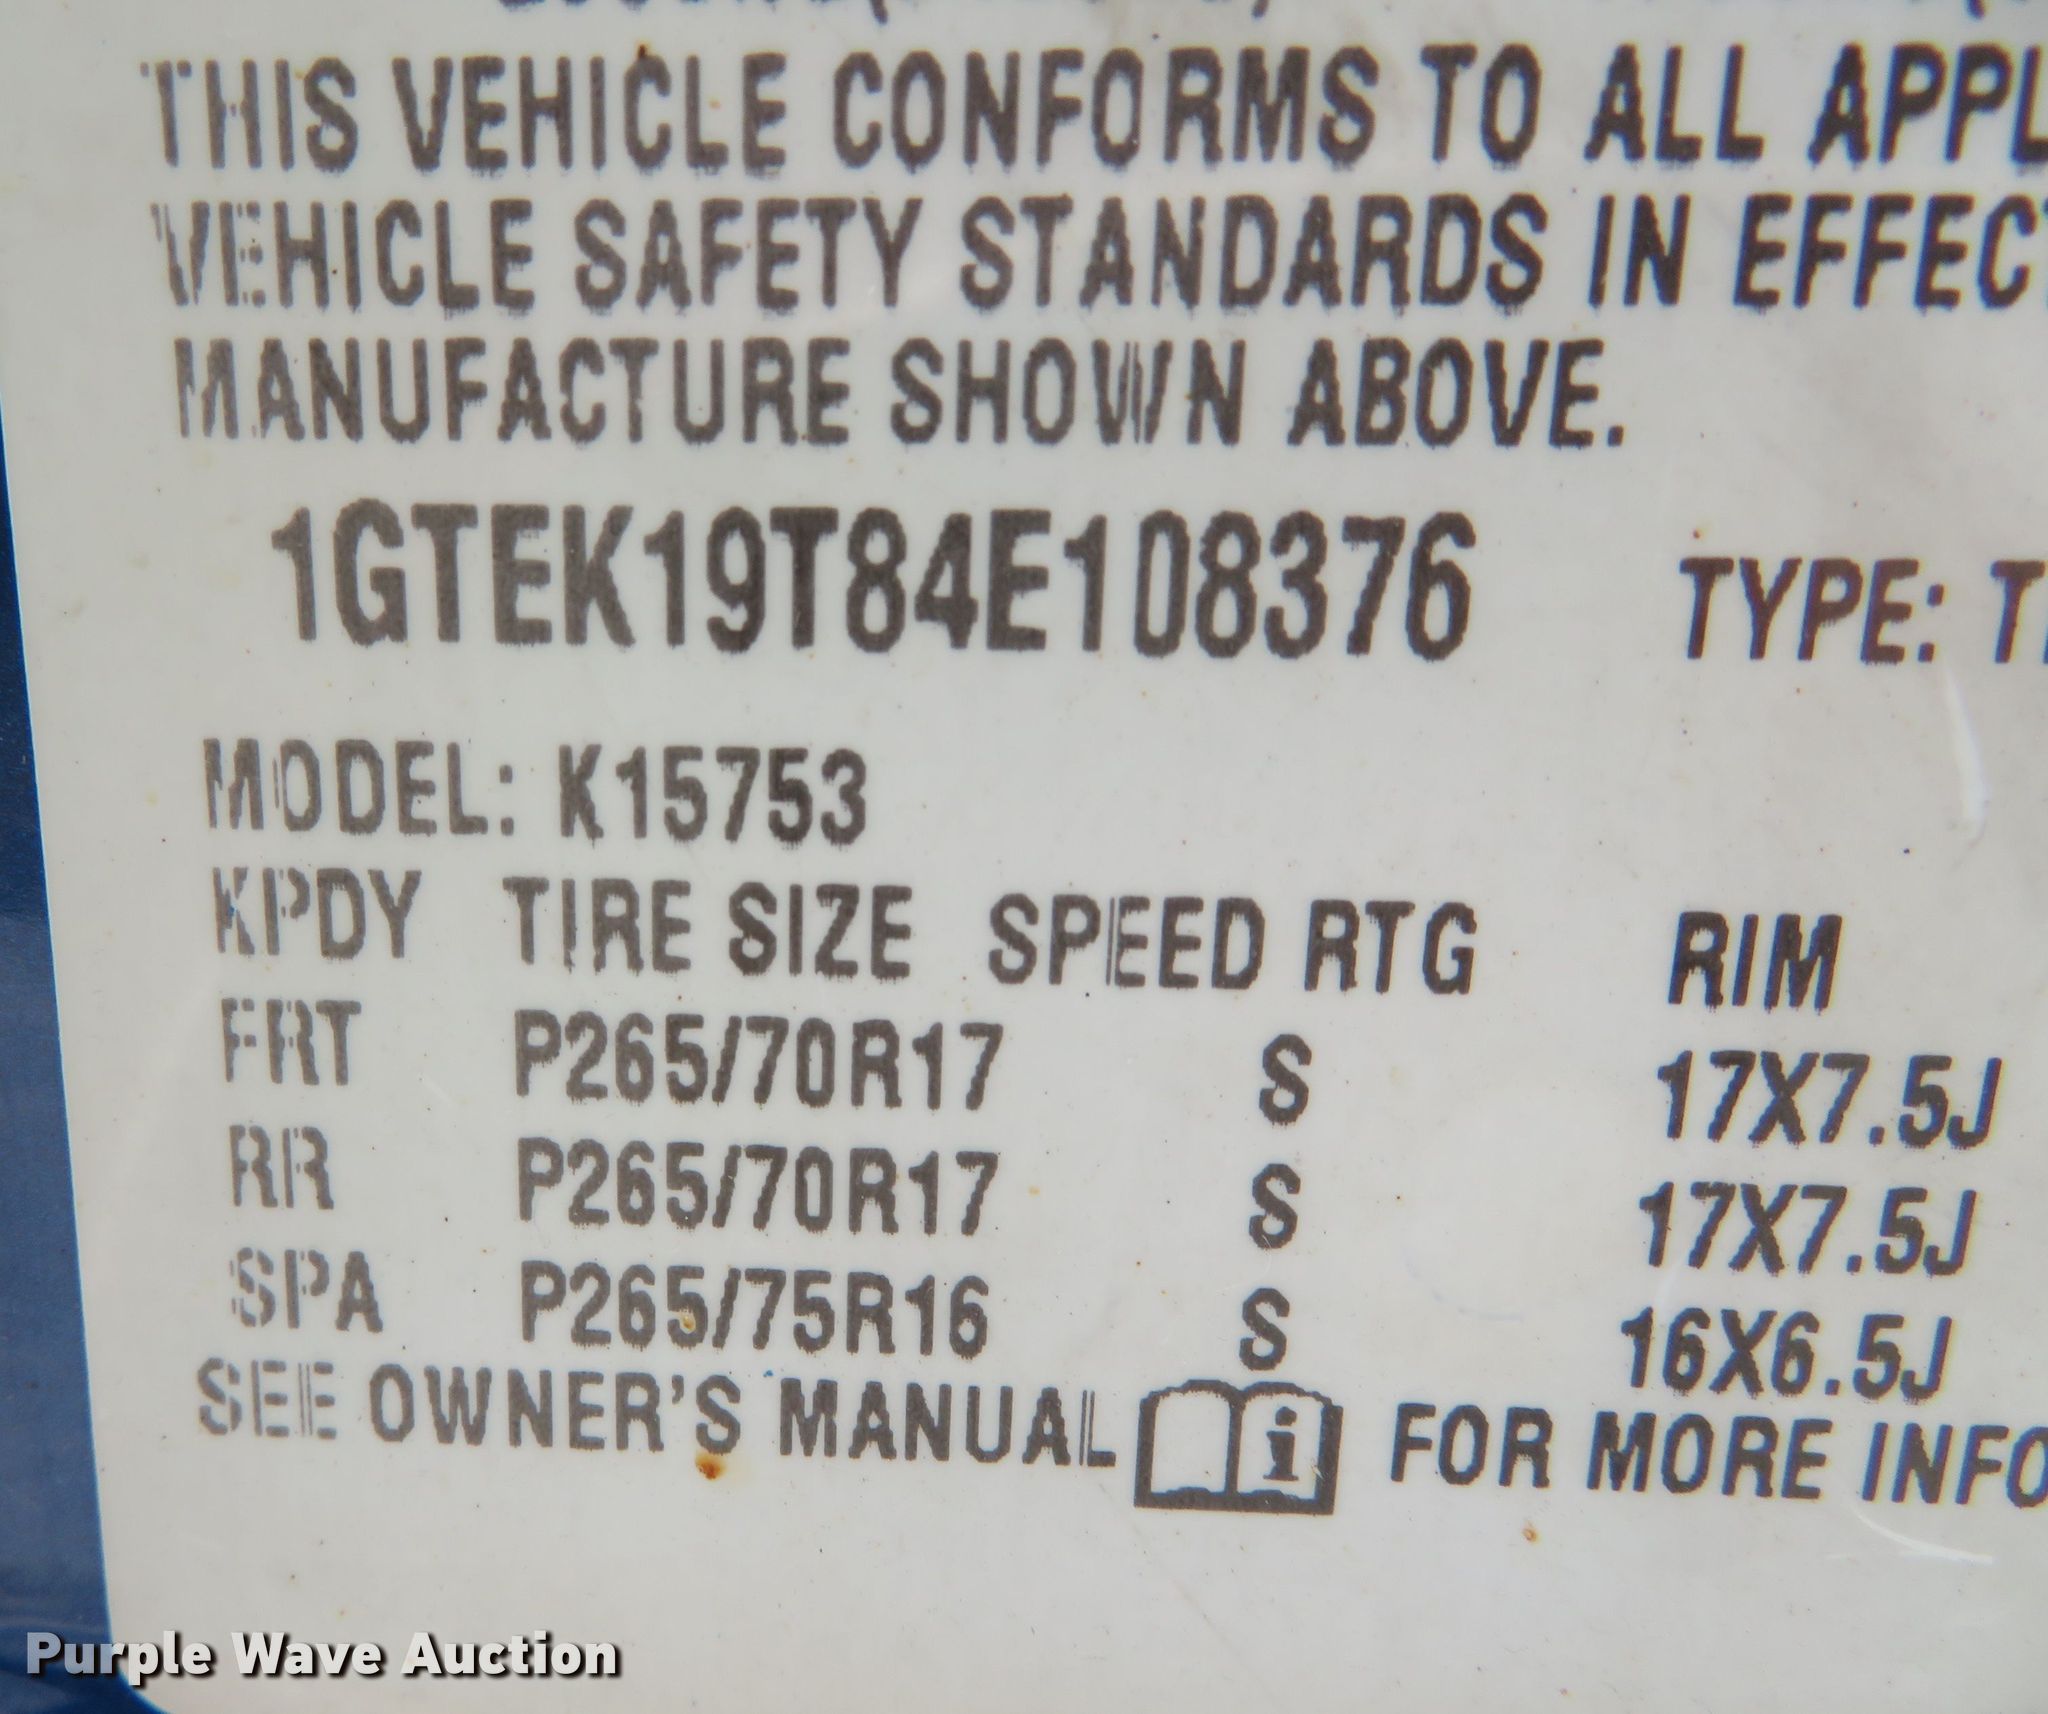 THIS VEHICLE CONFORMS TO ALL APPL
VEHICLE SAFETY STANDARDS IN EFFECT
MANUFACTURE SHOWN ABOVE.
1GTEK19T84E108376 TYPE: T
MODEL: K15753
KPDY TIRE SIZE SPEED RTG RIM
FRT P265/70R17 S 17X7.5J
RR P265/70R17 S 17X7.5J
SPA P265/75R16 S 16X6.5J
SEE OWNER'S MANUAL i FOR MORE INFO
Purple Wave Auction